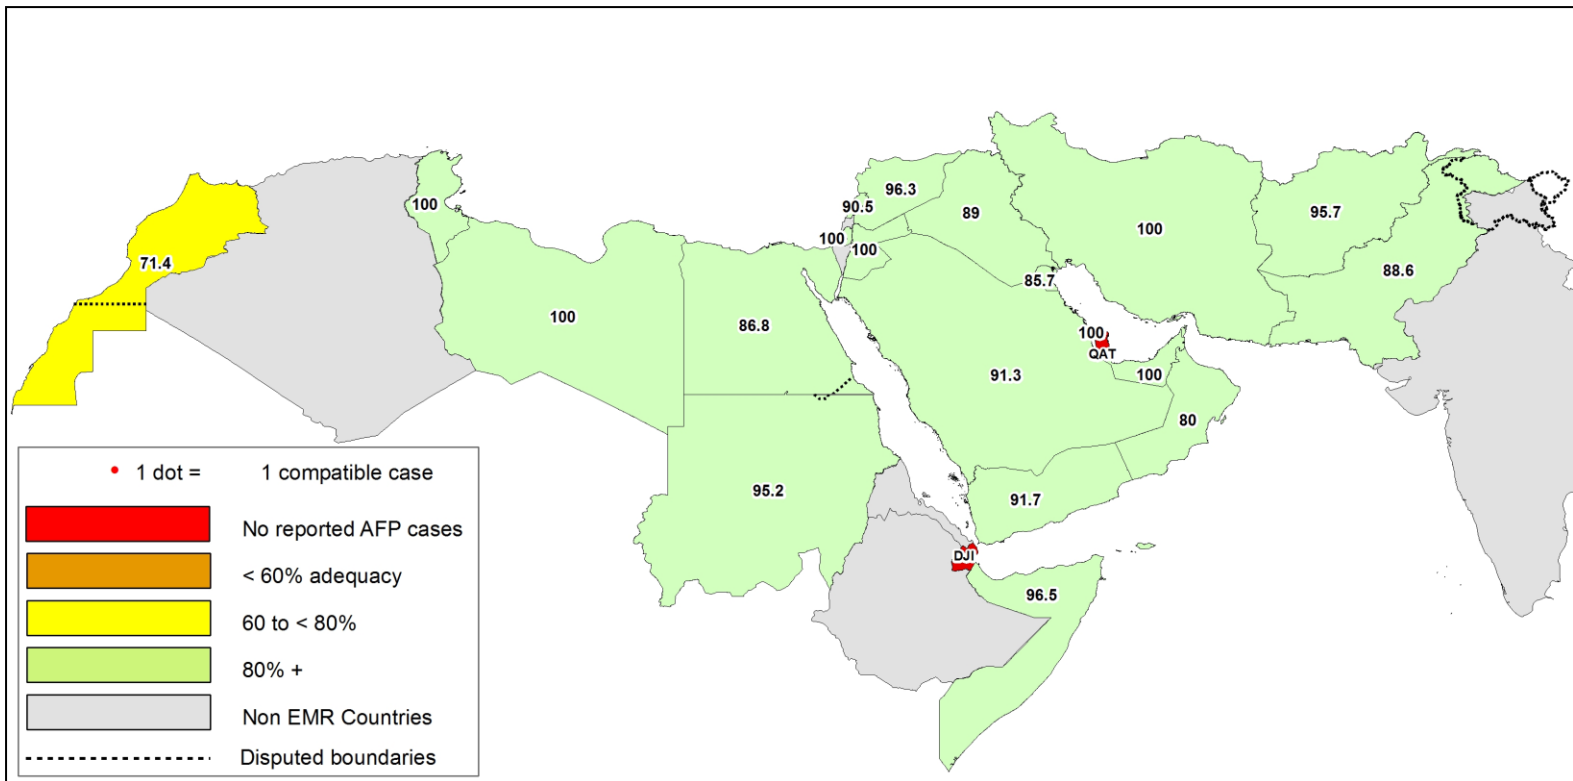 96.3
90.5
89
95.7
100
100
100
100
71.4
88.6
85.7
100
86.8
100
QAT
91.3
100
80
95.2
91.7
DJI
96.5
1 dot = 1 compatible case
No reported AFP cases
< 60% adequacy
60 to < 80%
80% +
Non EMR Countries
Disputed boundaries